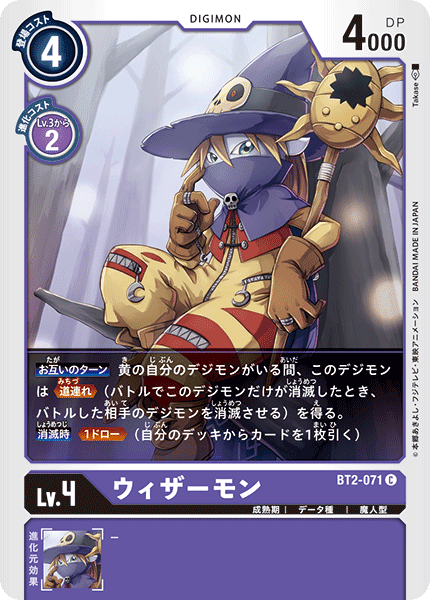 DIGIMON
登場コスト
4
進化コスト
Lv.3から
2
4000
DP
Takase
BANDAI MADE IN JAPAN
© 本郷あきよし・フジテレビ・東映アニメーション
お互いのターン 黄の自分のデジモンがいる間、このデジモン
は 道連れ (バトルでこのデジモンだけが消滅したとき、
バトルした相手のデジモンを消滅させる) を得る。
消滅時 1ドロー (自分のデッキからカードを1枚引く)
BT2-071 C
Lv.4
ウィザーモン
成熟期 | データ種 | 魔人型
進化元効果
–